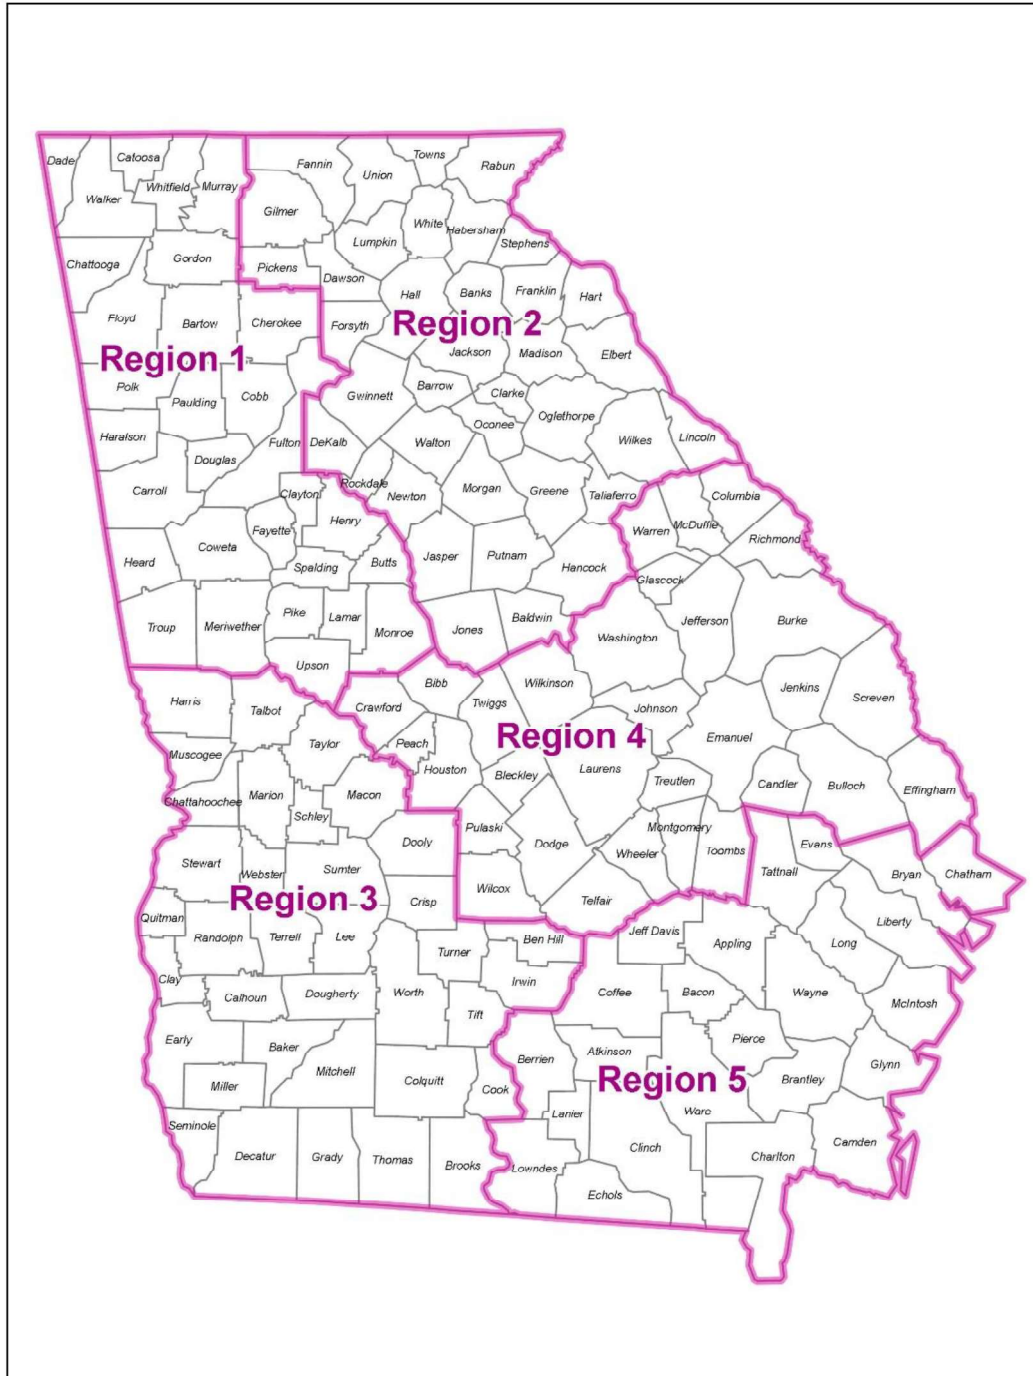 Dade
Catoosa
Whitfield
Murray
Walker
Fannin
Union
Towns
Rabun
Gilmer
White
Habersham
Lumpkin
Stephens
Chattooga
Gordon
Pickens
Dawson
Hall
Banks
Franklin
Hart
Floyd
Bartow
Cherokee
Forsyth
Region 2
Region 1
Jackson
Madison
Elbert
Polk
Paulding
Cobb
Gwinnett
Barrow
Clarke
Oconee
Oglethorpe
Haralson
Douglas
Fulton
DeKalb
Walton
Wilkes
Lincoln
Carroll
Clayton
Rockdale
Newton
Morgan
Greene
Taliaferro
Columbia
Heard
Coweta
Fayette
Henry
Spalding
Butts
Jasper
Putnam
Hancock
Warren
McDuffie
Richmond
Glascock
Troup
Meriwether
Pike
Lamar
Monroe
Jones
Baldwin
Washington
Jefferson
Burke
Upson
Harris
Talbot
Crawford
Bibb
Twiggs
Wilkinson
Johnson
Jenkins
Screven
Region 4
Muscogee
Taylor
Peach
Houston
Bleckley
Laurens
Emanuel
Treutlen
Candler
Bulloch
Effingham
Chattahoochee
Marion
Schley
Macon
Dooly
Pulaski
Dodge
Wheeler
Montgomery
Toombs
Evans
Tattnall
Bryan
Chatham
Stewart
Webster
Sumter
Region 3
Crisp
Wilcox
Telfair
Quitman
Randolph
Terrell
Lee
Turner
Ben Hill
Jeff Davis
Appling
Long
Liberty
Clay
Calhoun
Dougherty
Worth
Irwin
Tift
Coffee
Bacon
Wayne
McIntosh
Early
Baker
Mitchell
Miller
Colquitt
Cook
Berrien
Atkinson
Pierce
Region 5
Brantley
Glynn
Seminole
Decatur
Grady
Thomas
Brooks
Lanier
Lowndes
Ware
Clinch
Echols
Charlton
Camden